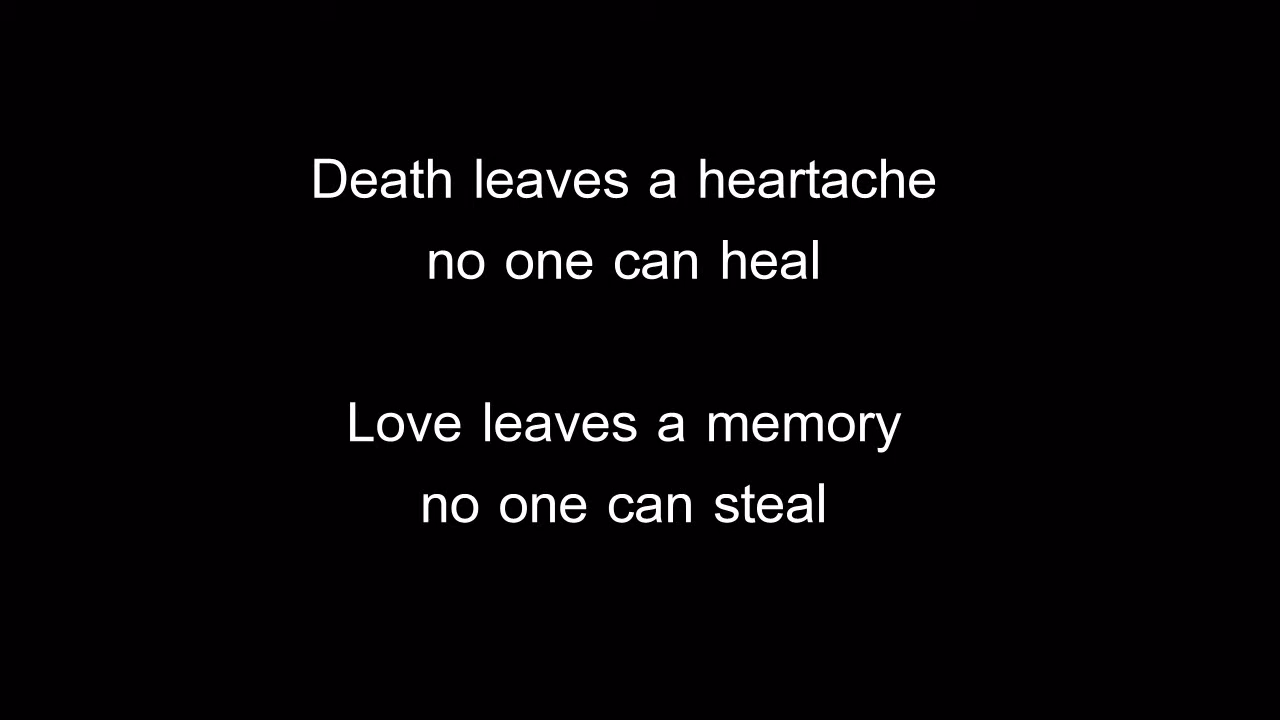 Death leaves a heartache
no one can heal
Love leaves a memory
no one can steal